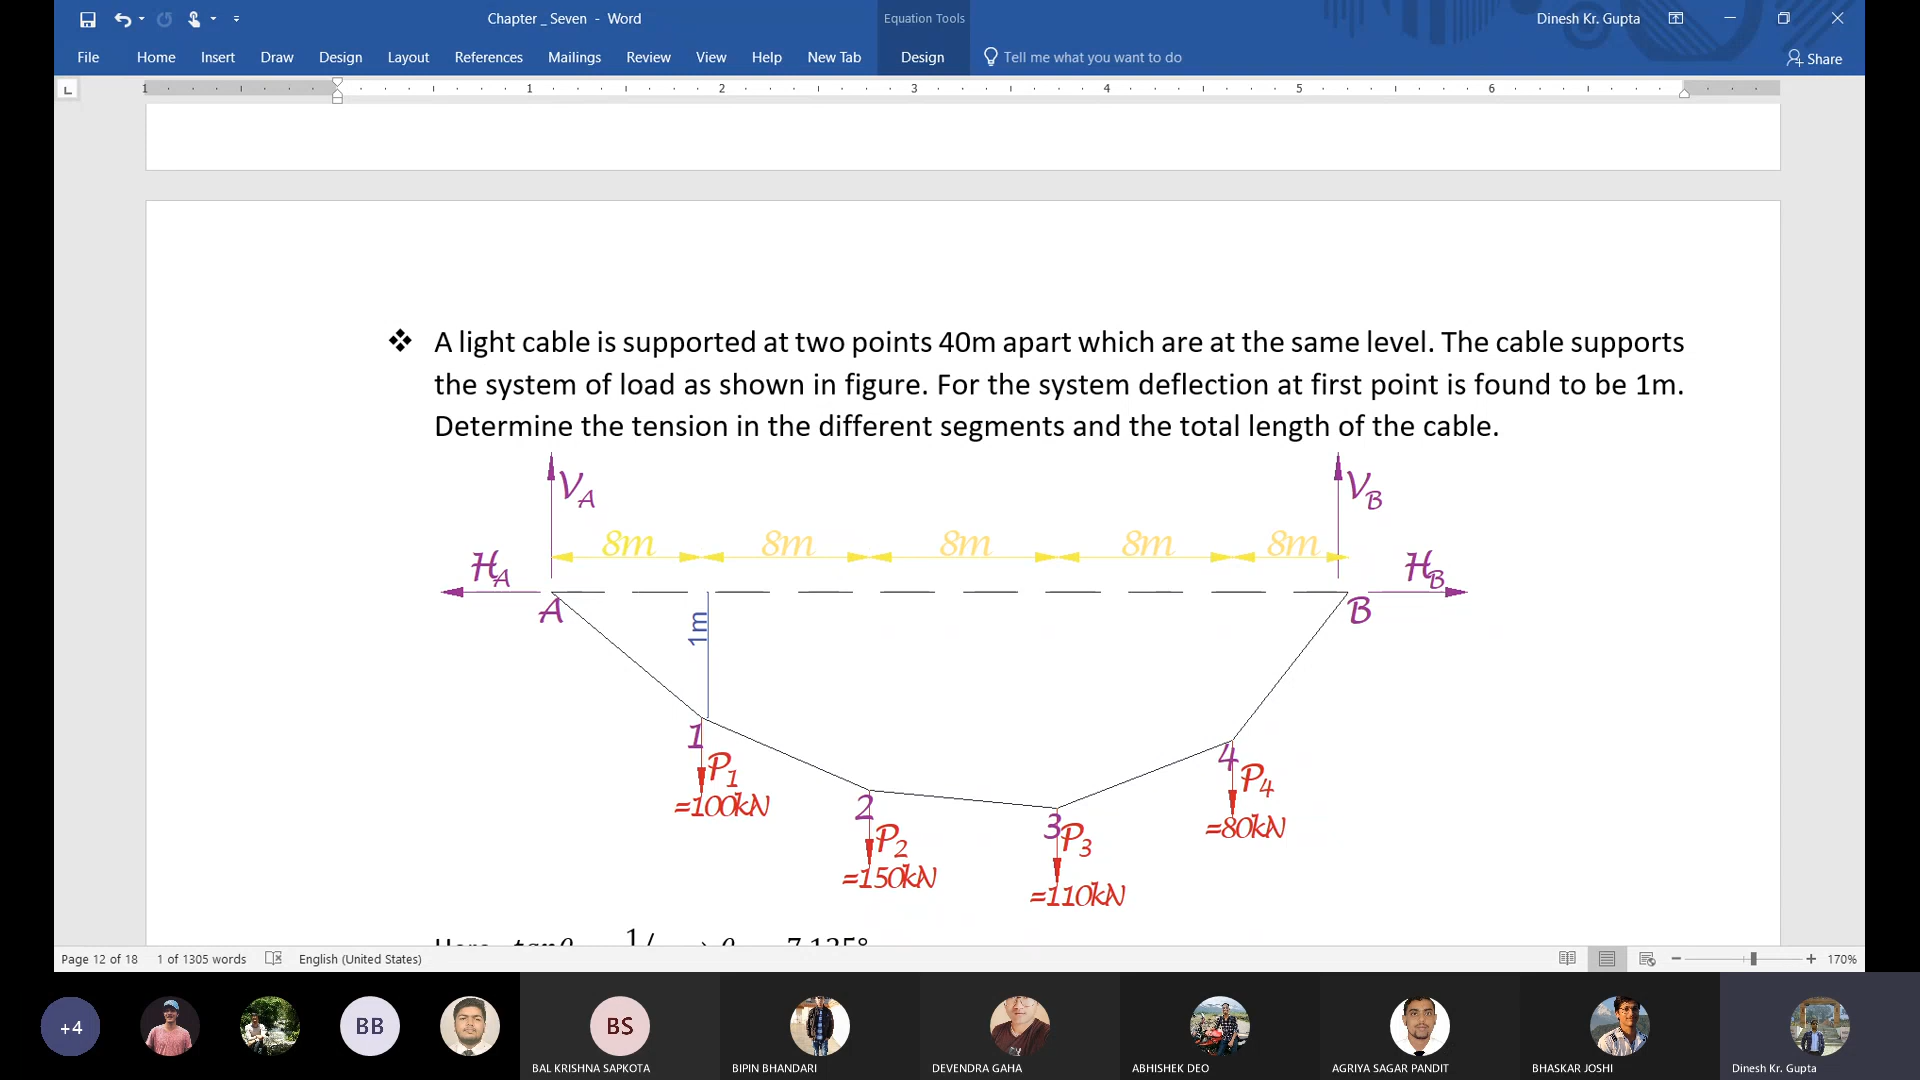 Chapter _ Seven - Word
Equation Tools
Dinesh Kr. Gupta
File Home Insert Draw Design Layout References Mailings Review View Help New Tab Design Tell me what you want to do Share
1 1 2 3 4 5 6
❖ A light cable is supported at two points 40m apart which are at the same level. The cable supports
the system of load as shown in figure. For the system deflection at first point is found to be 1m.
Determine the tension in the different segments and the total length of the cable.
VA VB
8m 8m 8m 8m 8m
HA HB
A B
1m
1 4
P1 P4
=100kN =80kN
2 3
P2 P3
=150kN =110kN
Page 12 of 18 1 of 1305 words English (United States) 170%
+4 BB BS
BAL KRISHNA SAPKOTA BIPIN BHANDARI DEVENDRA GAHA ABHISHEK DEO AGRIYA SAGAR PANDIT BHASKAR JOSHI Dinesh Kr. Gupta